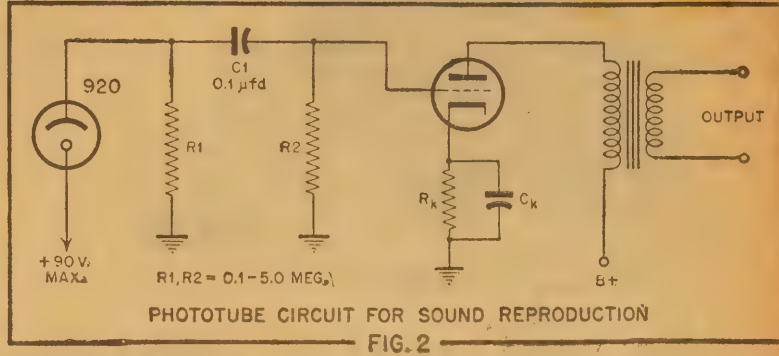 920
C1
0.1 μfd
R1
R2
Rk
Ck
OUTPUT
+90 V.
MAX.
B+
R1, R2 = 0.1-5.0 MEG.
PHOTOTUBE CIRCUIT FOR SOUND REPRODUCTION
FIG. 2